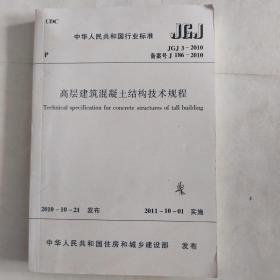 UDC
中华人民共和国行业标准
JGJ
P
JGJ 3-2010
备案号 J 186-2010
高层建筑混凝土结构技术规程
Technical specification for concrete structures of tall building
2010-10-21 发布
2011-10-01 实施
中华人民共和国住房和城乡建设部 发布